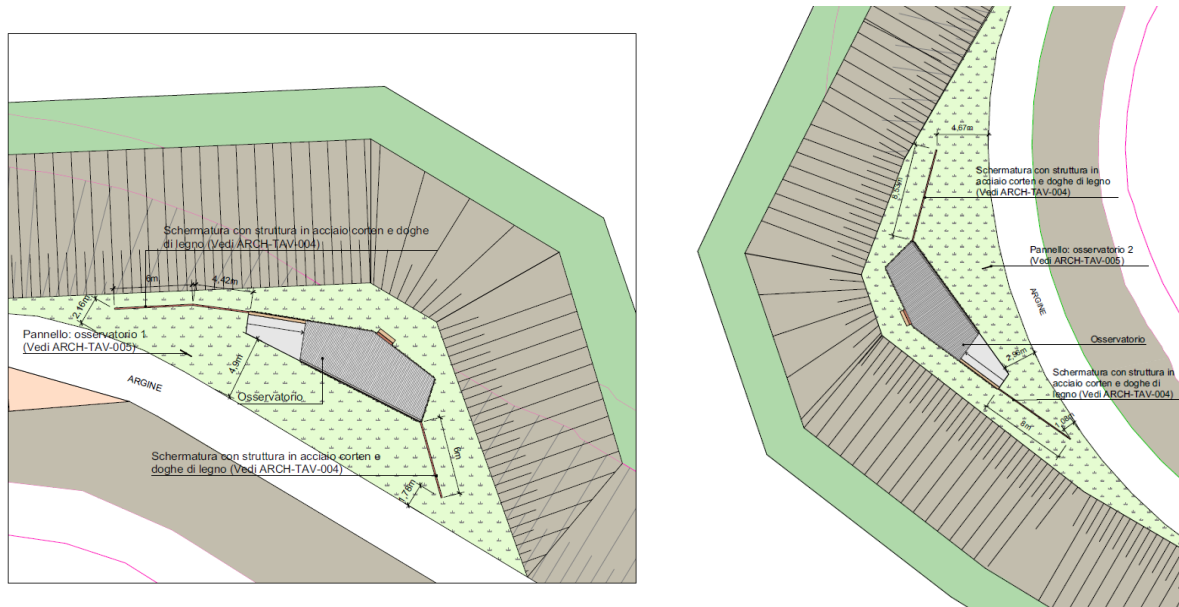 Schermatura con struttura in acciaio corten e doghe
di legno (Vedi ARCH-TAV-004)
6m
4,42m
2,16m
Pannello: osservatorio 1
(Vedi ARCH-TAV-005)
4,9m
ARGINE
Osservatorio
Schermatura con struttura in acciaio corten e
doghe di legno (Vedi ARCH-TAV-004)
6m
1,76m
4,67m
8,53m
Schermatura con struttura in
acciaio corten e doghe di legno
(Vedi ARCH-TAV-004)
Pannello: osservatorio 2
(Vedi ARCH-TAV-005)
ARGINE
Osservatorio
2,96m
Schermatura con struttura in
acciaio corten e doghe di
legno (Vedi ARCH-TAV-004)
8m